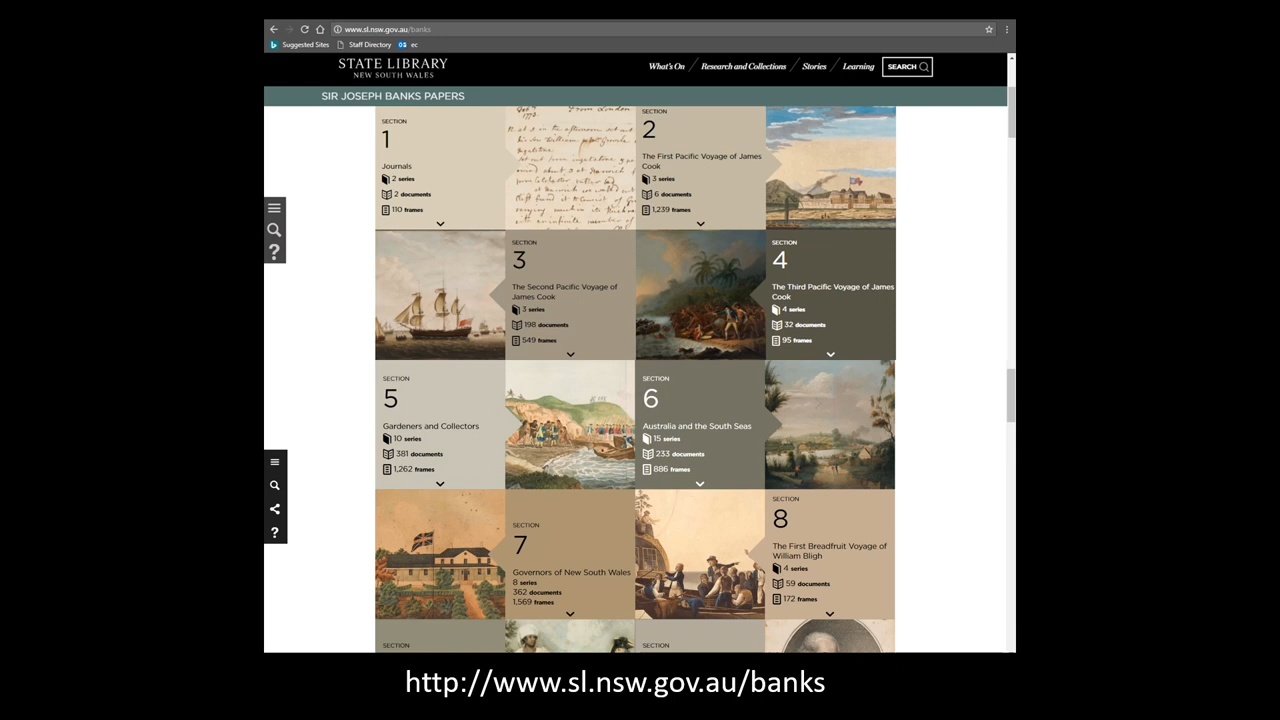 www.sl.nsw.gov.au/banks
Suggested Sites Staff Directory ec
STATE LIBRARY
NEW SOUTH WALES
What's On / Research and Collections / Stories / Learning SEARCH
SIR JOSEPH BANKS PAPERS
SECTION
1
Journals
2 series
2 documents
110 frames
SECTION
2
The First Pacific Voyage of James
Cook
3 series
6 documents
1,239 frames
SECTION
3
The Second Pacific Voyage of
James Cook
3 series
198 documents
549 frames
SECTION
4
The Third Pacific Voyage of James
Cook
4 series
32 documents
95 frames
SECTION
5
Gardeners and Collectors
10 series
381 documents
1,262 frames
SECTION
6
Australia and the South Seas
15 series
233 documents
886 frames
SECTION
7
Governors of New South Wales
8 series
362 documents
1,569 frames
SECTION
8
The First Breadfruit Voyage of
William Bligh
4 series
59 documents
172 frames
SECTION
SECTION
http://www.sl.nsw.gov.au/banks